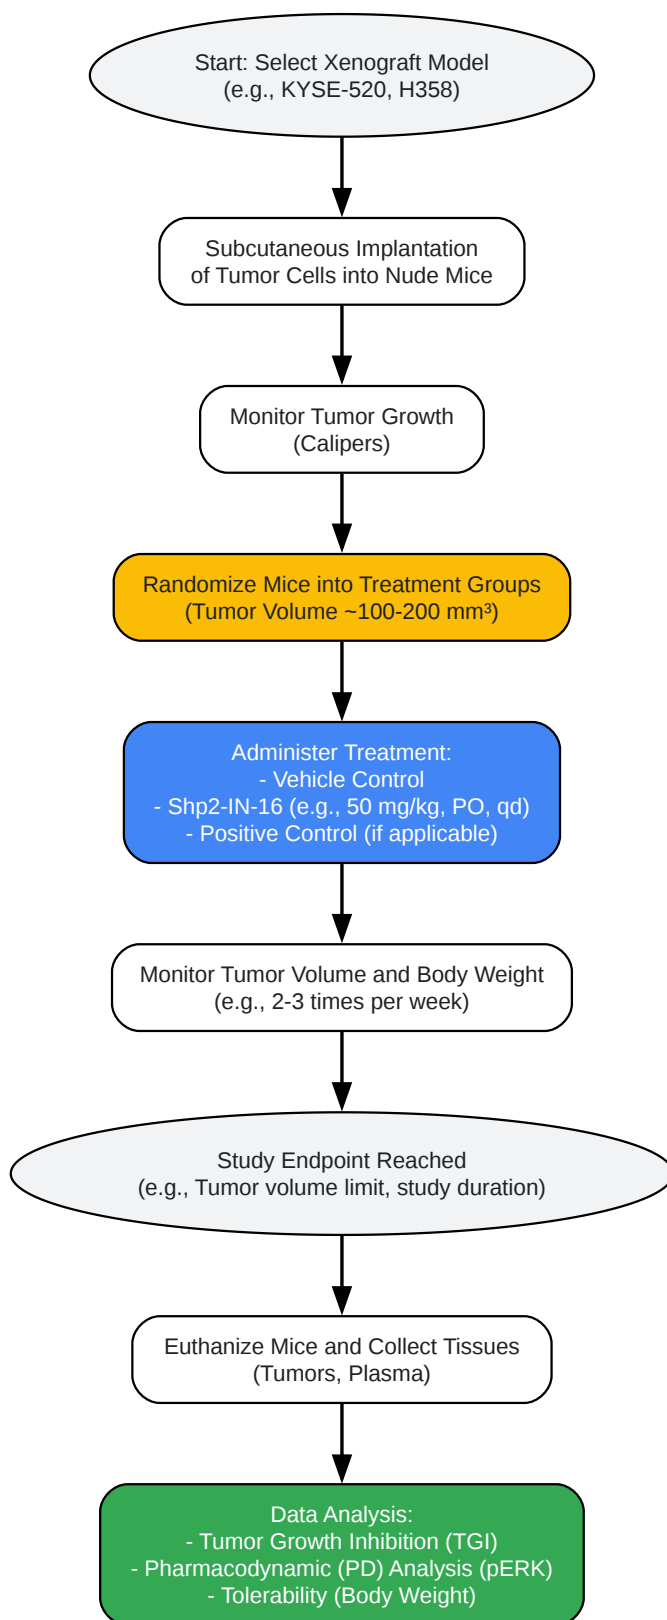 Start: Select Xenograft Model
(e.g., KYSE-520, H358)
Subcutaneous Implantation
of Tumor Cells into Nude Mice
Monitor Tumor Growth
(Calipers)
Randomize Mice into Treatment Groups
(Tumor Volume ~100-200 mm³)
Administer Treatment:
- Vehicle Control
- Shp2-IN-16 (e.g., 50 mg/kg, PO, qd)
- Positive Control (if applicable)
Monitor Tumor Volume and Body Weight
(e.g., 2-3 times per week)
Study Endpoint Reached
(e.g., Tumor volume limit, study duration)
Euthanize Mice and Collect Tissues
(Tumors, Plasma)
Data Analysis:
- Tumor Growth Inhibition (TGI)
- Pharmacodynamic (PD) Analysis (pERK)
- Tolerability (Body Weight)